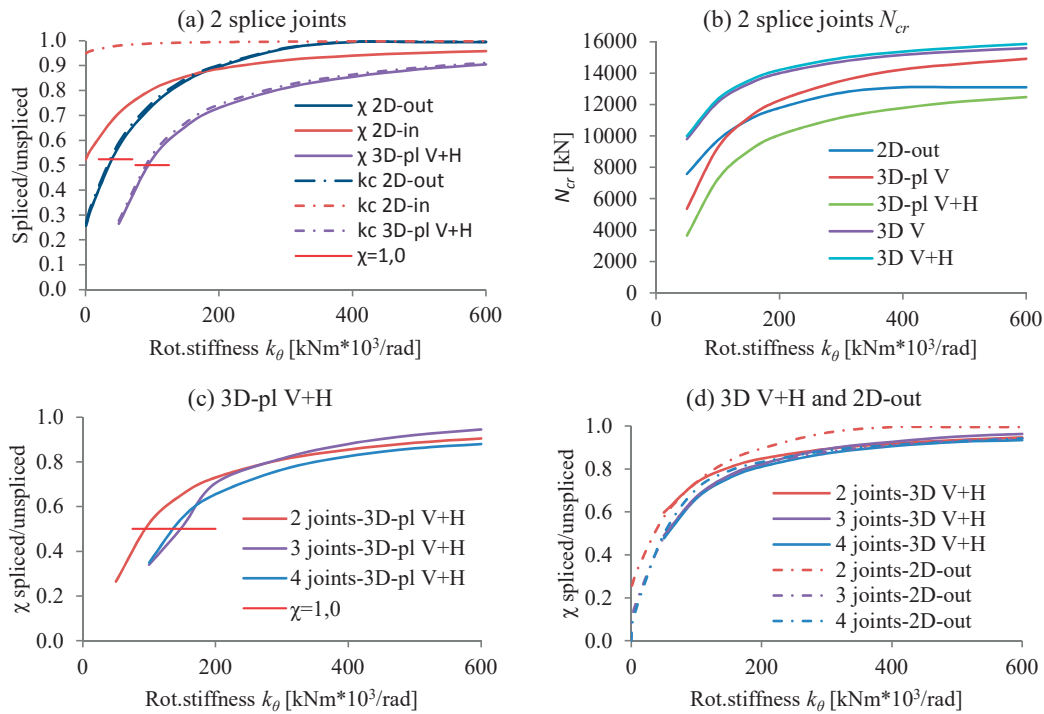 (a) 2 splice joints
Spliced/unspliced
1.0
0.9
0.8
0.7
0.6
0.5
0.4
0.3
0.2
0.1
0.0
0
200
400
600
Rot.stiffness kθ [kNm*10³/rad]
χ 2D-out
χ 2D-in
χ 3D-pl V+H
kc 2D-out
kc 2D-in
kc 3D-pl V+H
χ=1,0
(b) 2 splice joints Ncr
Ncr [kN]
16000
14000
12000
10000
8000
6000
4000
2000
0
0
200
400
600
Rot.stiffness kθ [kNm*10³/rad]
2D-out
3D-pl V
3D-pl V+H
3D V
3D V+H
(c) 3D-pl V+H
χ spliced/unspliced
1.0
0.8
0.6
0.4
0.2
0.0
0
200
400
600
Rot.stiffness kθ [kNm*10³/rad]
2 joints-3D-pl V+H
3 joints-3D-pl V+H
4 joints-3D-pl V+H
χ=1,0
(d) 3D V+H and 2D-out
χ spliced/unspliced
1.0
0.8
0.6
0.4
0.2
0.0
0
200
400
600
Rot.stiffness kθ [kNm*10³/rad]
2 joints-3D V+H
3 joints-3D V+H
4 joints-3D V+H
2 joints-2D-out
3 joints-2D-out
4 joints-2D-out